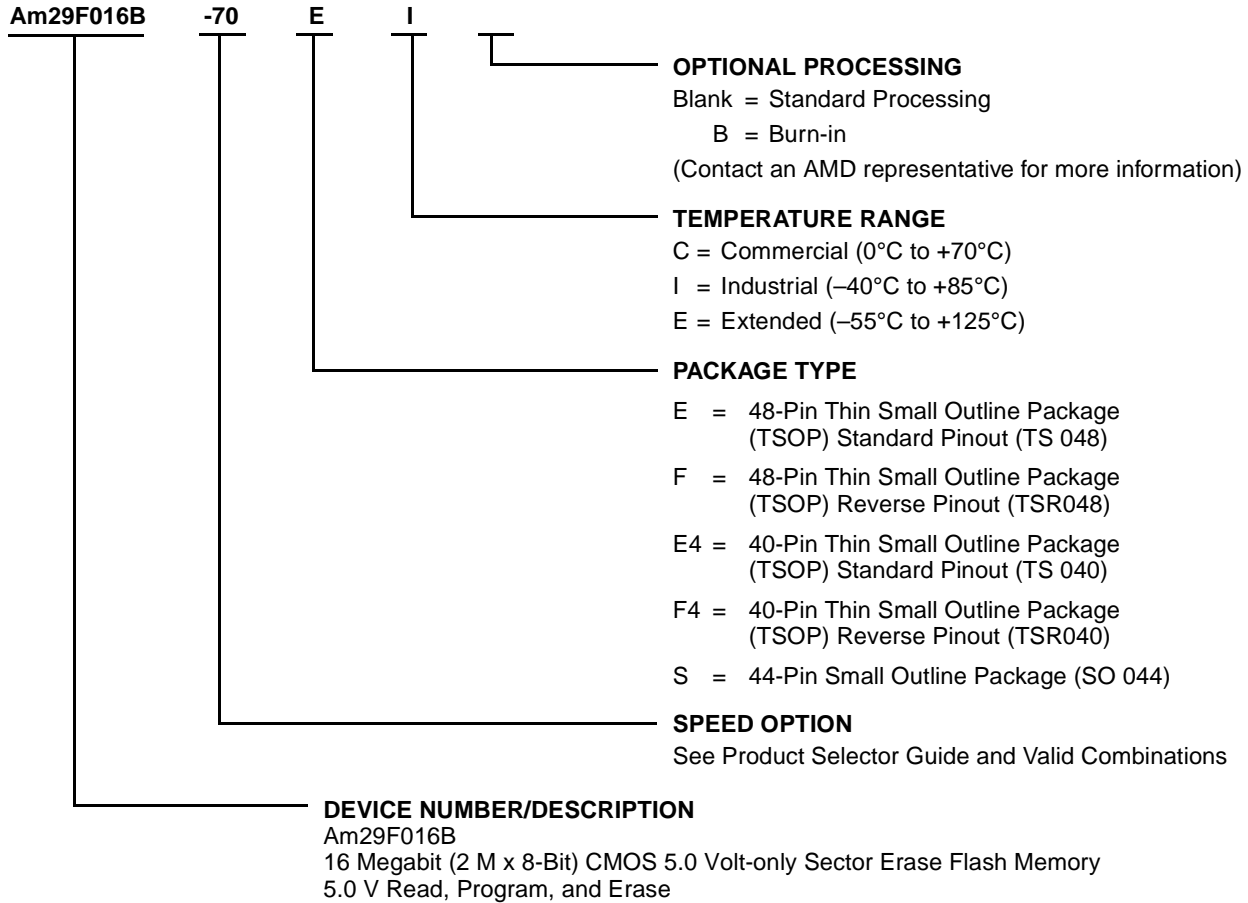 Am29F016B -70 E I
OPTIONAL PROCESSING
Blank = Standard Processing
B = Burn-in
(Contact an AMD representative for more information)
TEMPERATURE RANGE
C = Commercial (0°C to +70°C)
I = Industrial (–40°C to +85°C)
E = Extended (–55°C to +125°C)
PACKAGE TYPE
E = 48-Pin Thin Small Outline Package
(TSOP) Standard Pinout (TS 048)
F = 48-Pin Thin Small Outline Package
(TSOP) Reverse Pinout (TSR048)
E4 = 40-Pin Thin Small Outline Package
(TSOP) Standard Pinout (TS 040)
F4 = 40-Pin Thin Small Outline Package
(TSOP) Reverse Pinout (TSR040)
S = 44-Pin Small Outline Package (SO 044)
SPEED OPTION
See Product Selector Guide and Valid Combinations
DEVICE NUMBER/DESCRIPTION
Am29F016B
16 Megabit (2 M x 8-Bit) CMOS 5.0 Volt-only Sector Erase Flash Memory
5.0 V Read, Program, and Erase